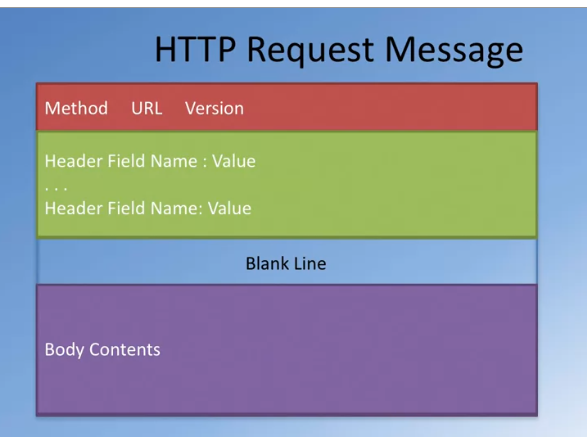 HTTP Request Message
Method URL Version
Header Field Name : Value
. . .
Header Field Name: Value
Blank Line
Body Contents